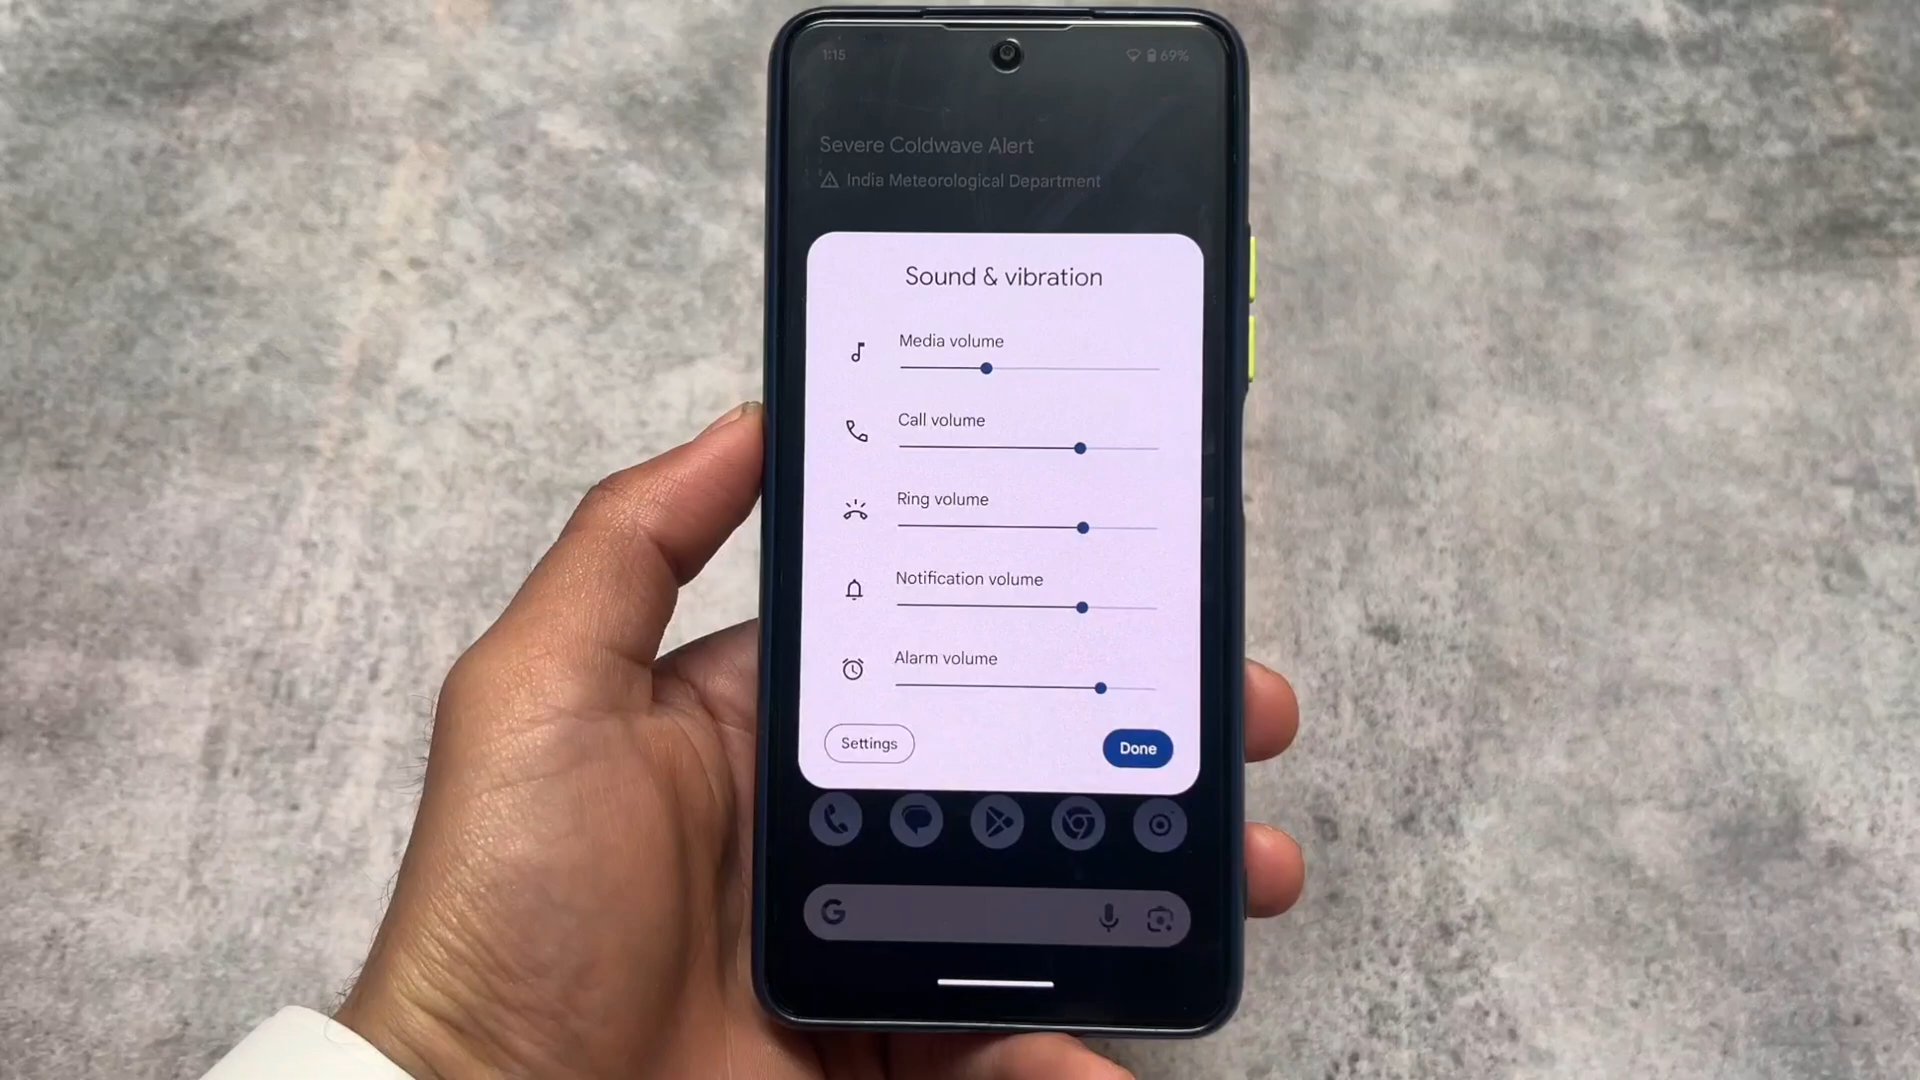 1:15
69%
Severe Coldwave Alert
India Meteorological Department
Sound & vibration
Media volume
Call volume
Ring volume
Notification volume
Alarm volume
Settings
Done
G